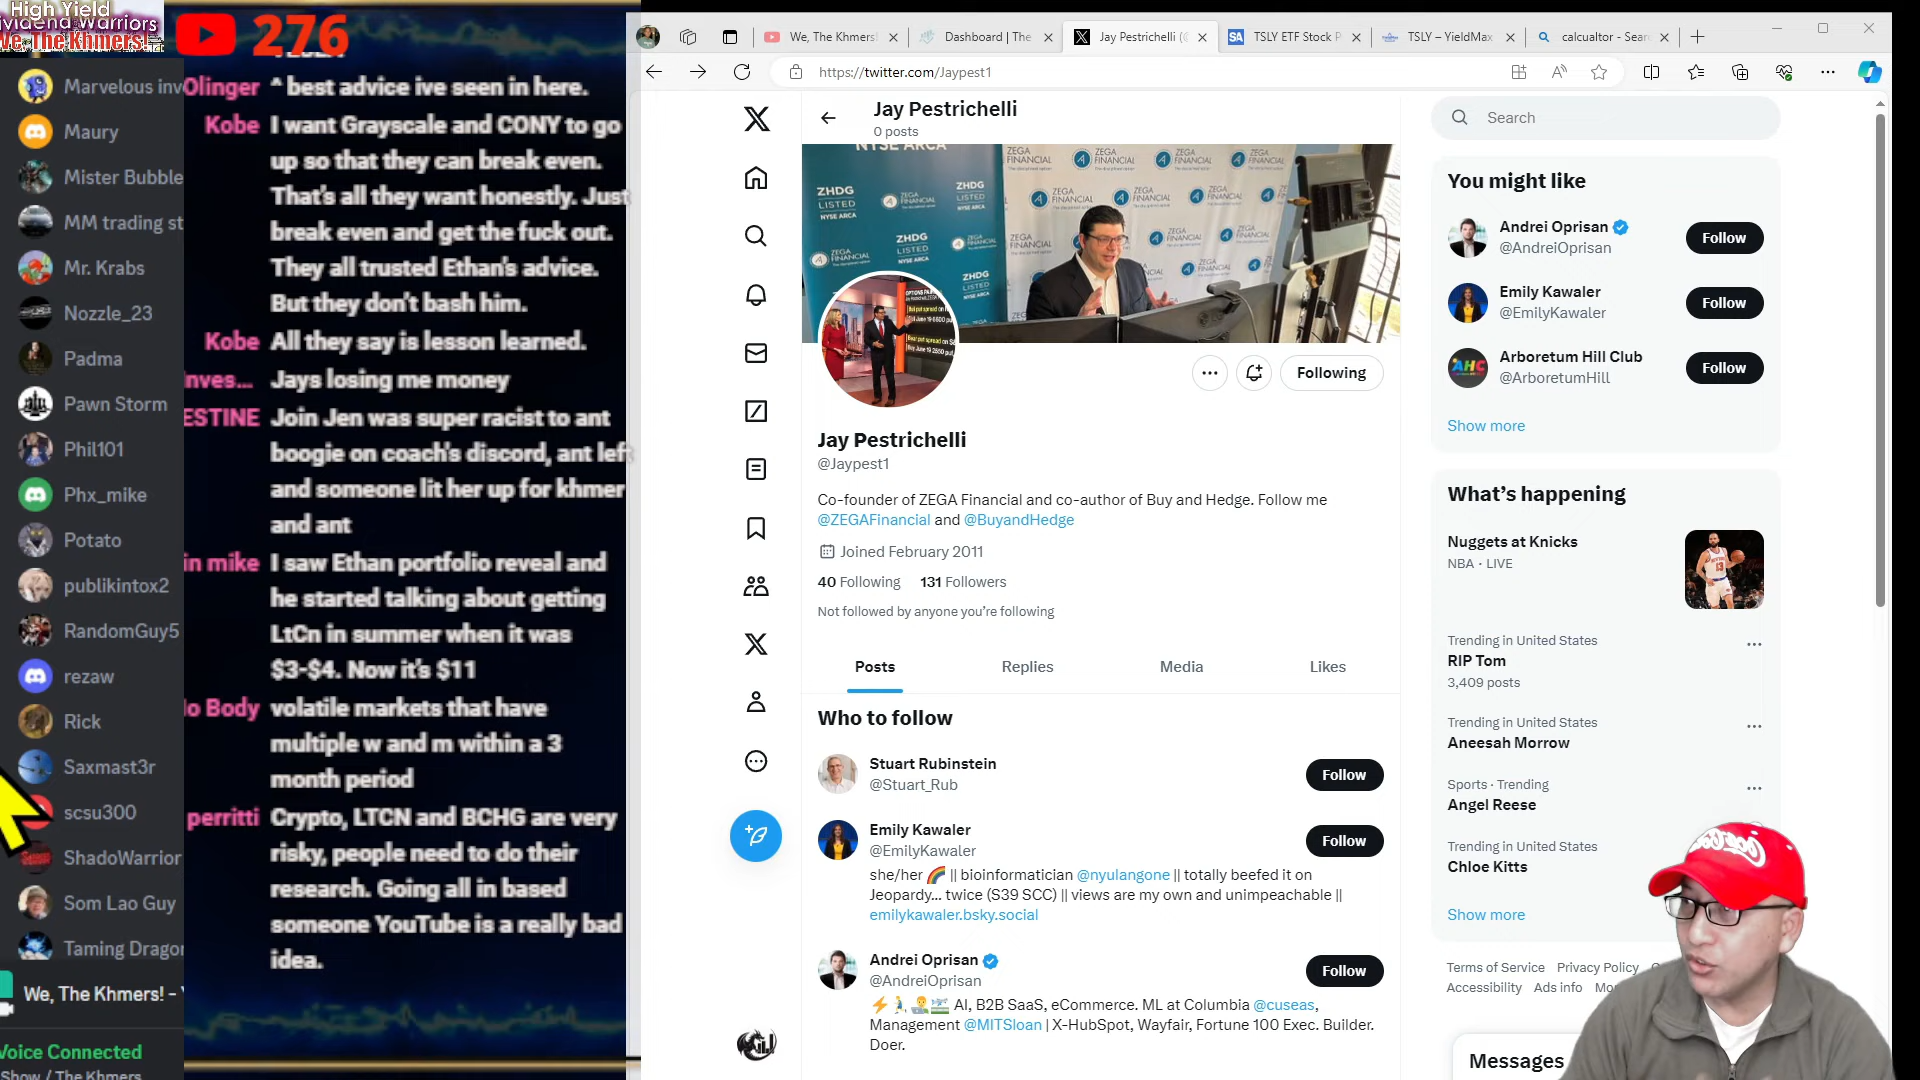 High Yield
Dividend Warriors
We, The Khmers!
276
Marvelous inv
Maury
Mister Bubble
MM trading st
Mr. Krabs
Nozzle_23
Padma
Pawn Storm
Phil101
Phx_mike
Potato
publikintox2
RandomGuy5
rezaw
Rick
Saxmast3r
scsu300
ShadoWarrior
Som Lao Guy
Taming Dragor
We, The Khmers! -
Voice Connected
Show / The Khmers
Olinger ^ best advice ive seen in here.
Kobe I want Grayscale and CONY to go
up so that they can break even.
That's all they want honestly. Just
break even and get the fuck out.
They all trusted Ethan's advice.
But they don't bash him.
Kobe All they say is lesson learned.
nves... Jays losing me money
ESTINE Join Jen was super racist to ant
boogie on coach's discord, ant left
and someone lit her up for khmer
and ant
in mike I saw Ethan portfolio reveal and
he started talking about getting
LtCn in summer when it was
$3-$4. Now it's $11
o Body volatile markets that have
multiple w and m within a 3
month period
perritti Crypto, LTCN and BCHG are very
risky, people need to do their
research. Going all in based
someone YouTube is a really bad
idea.
We, The Khmers!
Dashboard | The
Jay Pestrichelli (@
SA TSLY ETF Stock P
TSLY – YieldMax
calcualtor - Sear
https://twitter.com/Jaypest1
Jay Pestrichelli
0 posts
NYSE ARCA
ZEGA FINANCIAL
ZHDG
LISTED
NYSE ARCA
Jay Pestrichelli
@Jaypest1
Following
Co-founder of ZEGA Financial and co-author of Buy and Hedge. Follow me
@ZEGAFinancial and @BuyandHedge
Joined February 2011
40 Following 131 Followers
Not followed by anyone you're following
Posts Replies Media Likes
Who to follow
Stuart Rubinstein
@Stuart_Rub
Follow
Emily Kawaler
@EmilyKawaler
Follow
she/her 🌈 || bioinformatician @nyulangone || totally beefed it on
Jeopardy... twice (S39 SCC) || views are my own and unimpeachable ||
emilykawaler.bsky.social
Andrei Oprisan
@AndreiOprisan
Follow
AI, B2B SaaS, eCommerce. ML at Columbia @cuseas,
Management @MITSloan | X-HubSpot, Wayfair, Fortune 100 Exec. Builder.
Doer.
Search
You might like
Andrei Oprisan
@AndreiOprisan
Follow
Emily Kawaler
@EmilyKawaler
Follow
AHC
Arboretum Hill Club
@ArboretumHill
Follow
Show more
What's happening
Nuggets at Knicks
NBA · LIVE
Trending in United States
RIP Tom
3,409 posts
Trending in United States
Aneesah Morrow
Sports · Trending
Angel Reese
Trending in United States
Chloe Kitts
Show more
Terms of Service Privacy Policy
Accessibility Ads info
Messages
Coca-Cola